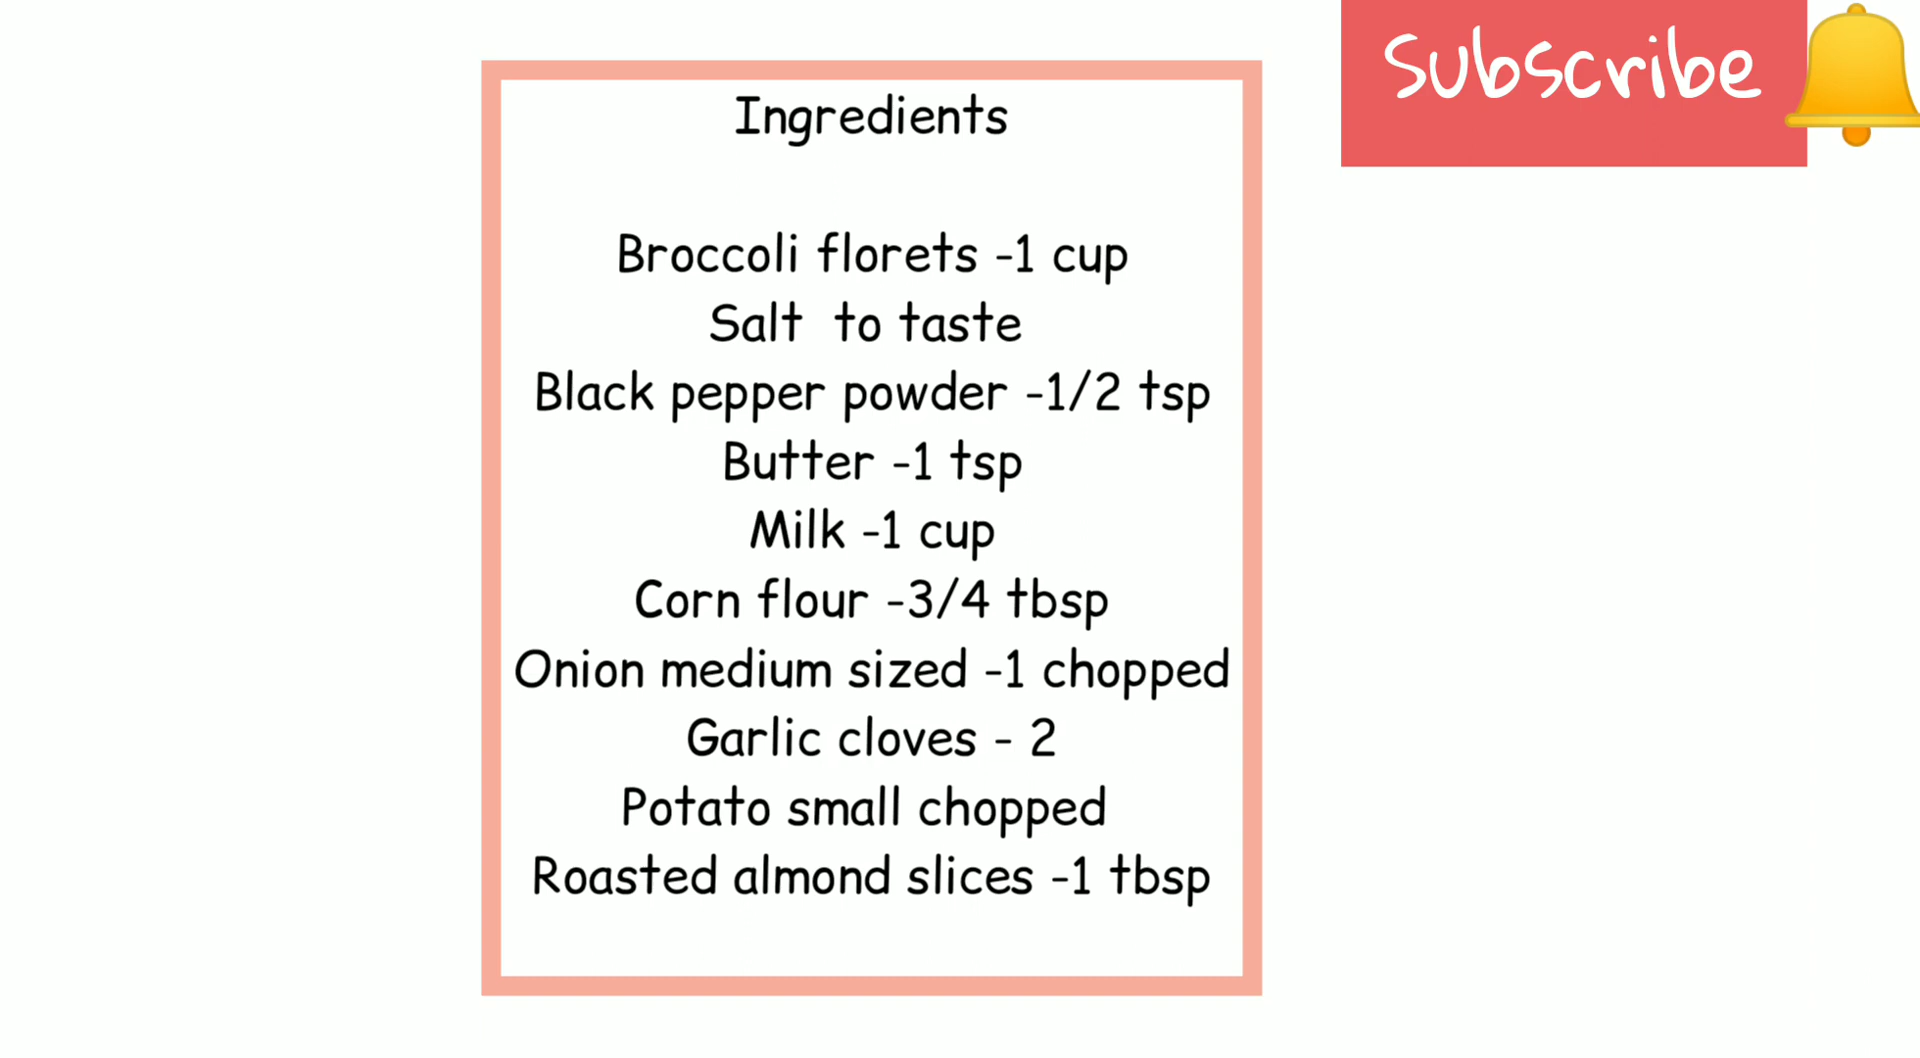 Subscribe
Ingredients
Broccoli florets -1 cup
Salt  to taste
Black pepper powder -1/2 tsp
Butter -1 tsp
Milk -1 cup
Corn flour -3/4 tbsp
Onion medium sized -1 chopped
Garlic cloves - 2
Potato small chopped
Roasted almond slices -1 tbsp